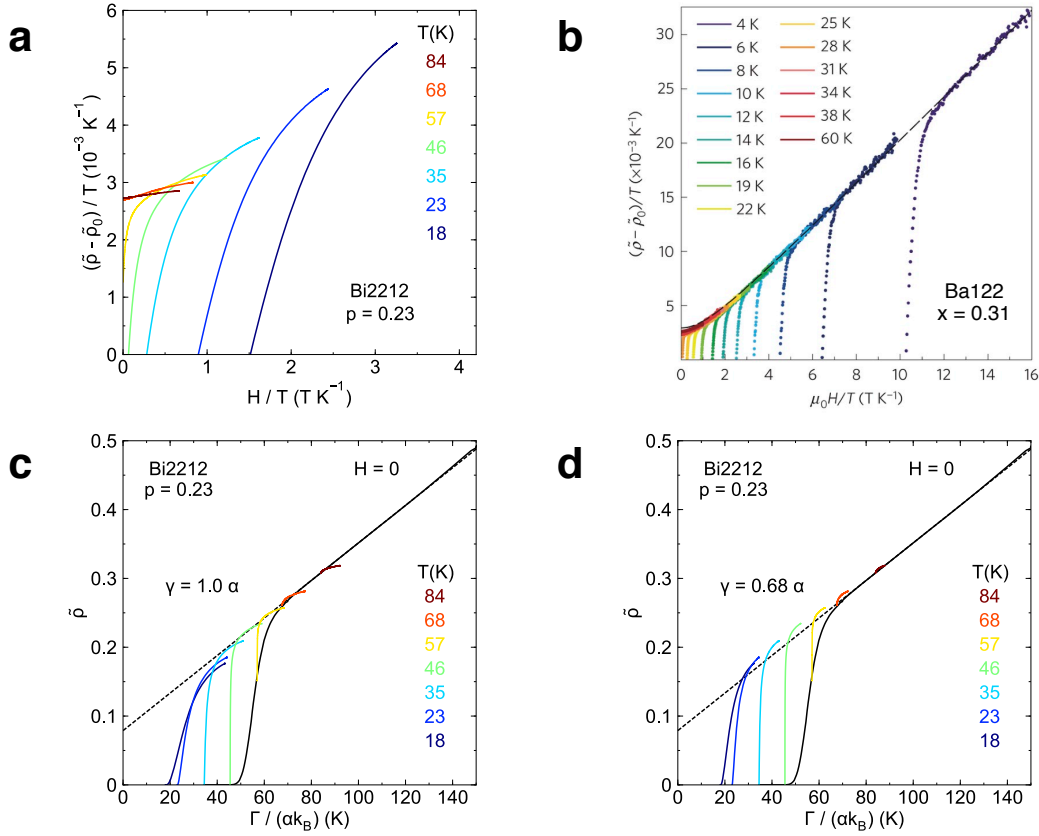 a
T(K)
84
68
57
46
35
23
18
(ρ̃ - ρ̃₀) / T (10⁻³ K⁻¹)
6
5
4
3
2
1
0
Bi2212
p = 0.23
0 1 2 3 4
H / T (T K⁻¹)
b
4 K
6 K
8 K
10 K
12 K
14 K
16 K
19 K
22 K
25 K
28 K
31 K
34 K
38 K
60 K
(ρ̃ - ρ̃₀)/T (×10⁻³ K⁻¹)
30
25
20
15
10
5
Ba122
x = 0.31
0 2 4 6 8 10 12 14 16
μ₀H/T (T K⁻¹)
c
Bi2212
p = 0.23
H = 0
γ = 1.0 α
T(K)
84
68
57
46
35
23
18
ρ̃
0.5
0.4
0.3
0.2
0.1
0
0 20 40 60 80 100 120 140
Γ / (αk_B) (K)
d
Bi2212
p = 0.23
H = 0
γ = 0.68 α
T(K)
84
68
57
46
35
23
18
ρ̃
0.5
0.4
0.3
0.2
0.1
0
0 20 40 60 80 100 120 140
Γ / (αk_B) (K)